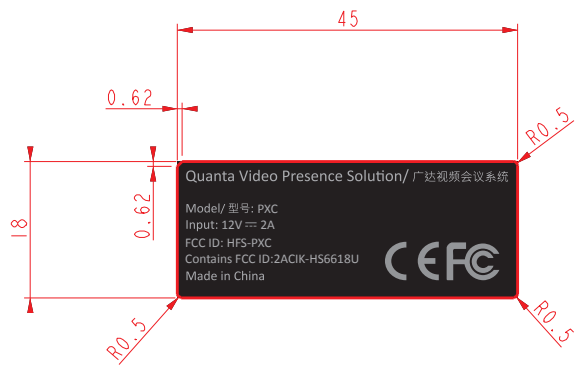 45
0.62
R0.5
Quanta Video Presence Solution/ 广达视频会议系统
0.62
18
Model/ 型号: PXC
Input: 12V ⎓ 2A
FCC ID: HFS-PXC
Contains FCC ID:2ACIK-HS6618U
Made in China
CE FC
R0.5
R0.5